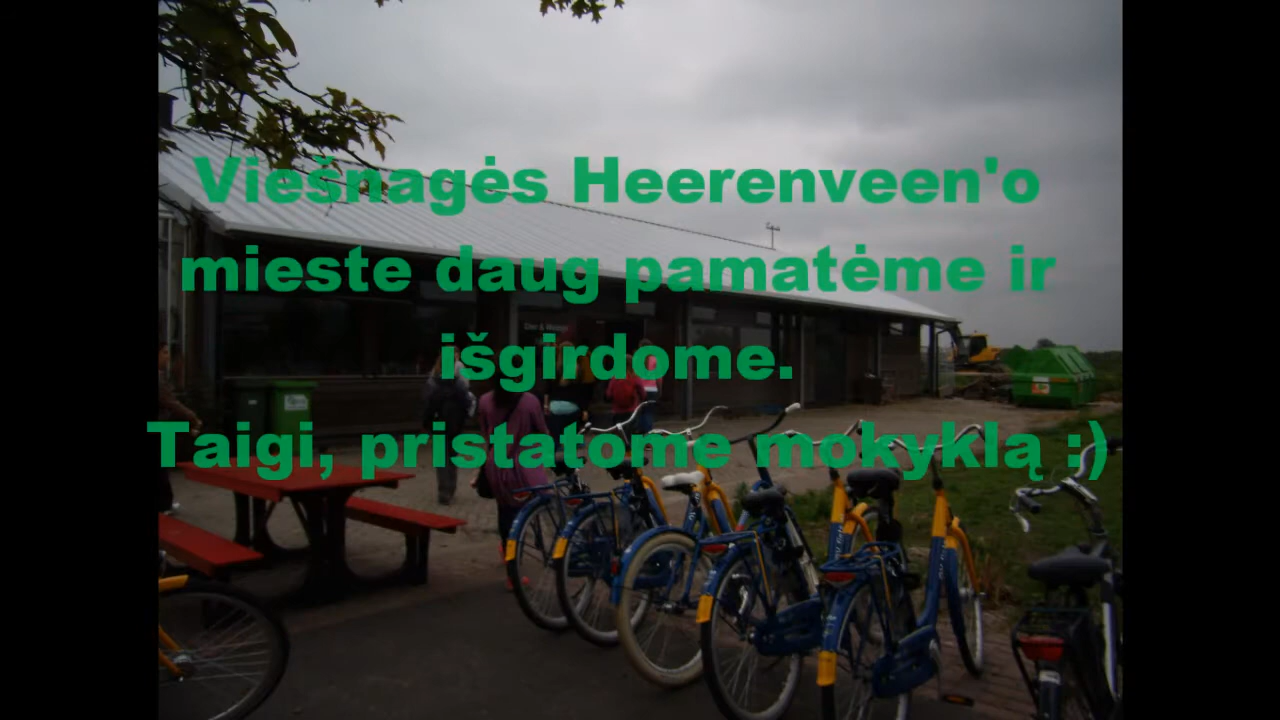 Viešnagės Heerenveen'o
mieste daug pamatėme ir
išgirdome.
Taigi, pristatome mokyklą :)